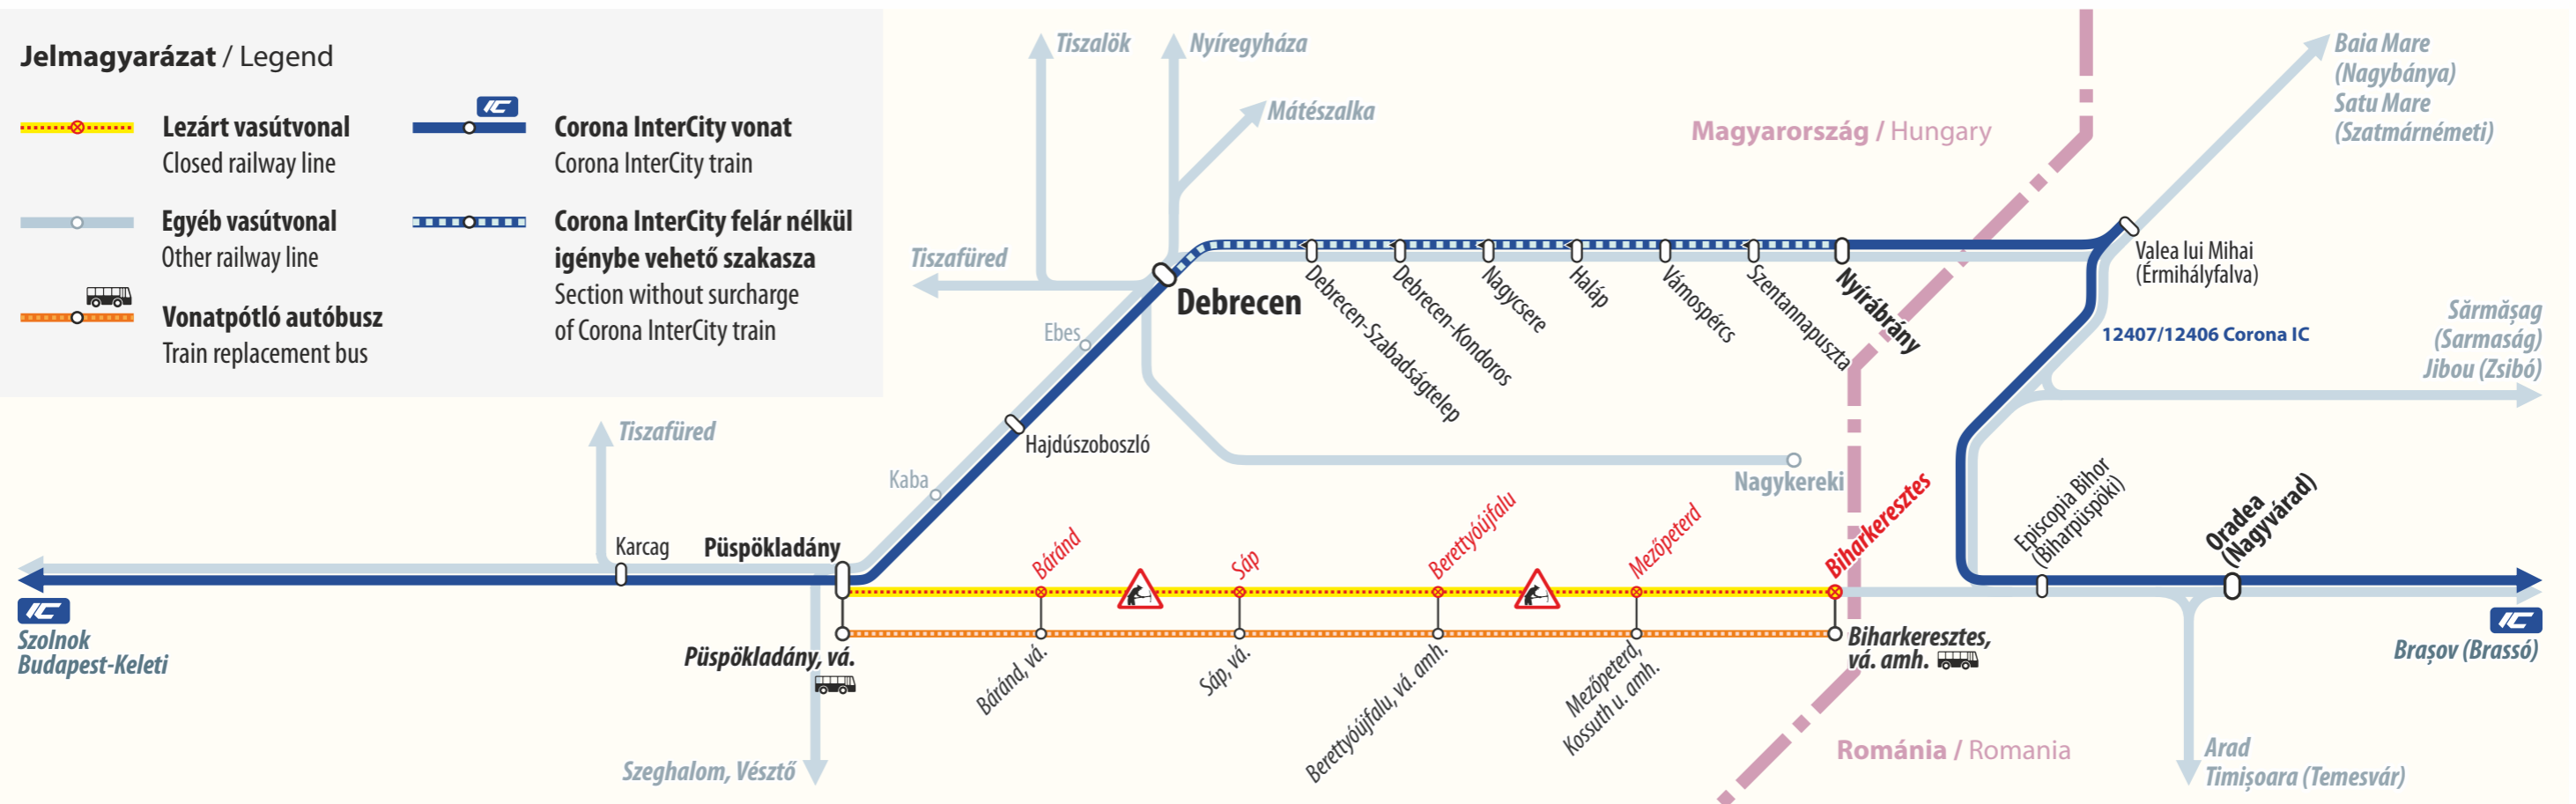 Jelmagyarázat / Legend
Lezárt vasútvonal
Closed railway line
Egyéb vasútvonal
Other railway line
Vonatpótló autóbusz
Train replacement bus
IC
Corona InterCity vonat
Corona InterCity train
Corona InterCity felár nélkül
igénybe vehető szakasza
Section without surcharge
of Corona InterCity train
Tiszalök
Nyíregyháza
Mátészalka
Tiszafüred
Magyarország / Hungary
Baia Mare
(Nagybánya)
Satu Mare
(Szatmárnémeti)
Debrecen
Debrecen-Szabadságtelep
Debrecen-Kondoros
Nagycsere
Haláp
Vámospércs
Szentannapuszta
Nyírábrány
Valea lui Mihai
(Érmihályfalva)
12407/12406 Corona IC
Sărmășag
(Sarmaság)
Jibou (Zsibó)
Ebes
Hajdúszoboszló
Kaba
Nagykereki
Tiszafüred
Karcag
Püspökladány
Báránd
Sáp
Berettyóújfalu
Mezőpeterd
Biharkeresztes
Episcopia Bihor
(Biharpüspöki)
Oradea
(Nagyvárad)
IC
Szolnok
Budapest-Keleti
Püspökladány, vá.
Báránd, vá.
Sáp, vá.
Berettyóújfalu, vá. amh.
Mezőpeterd,
Kossuth u. amh.
Biharkeresztes,
vá. amh.
IC
Brașov (Brassó)
Szeghalom, Vésztő
Románia / Romania
Arad
Timișoara (Temesvár)